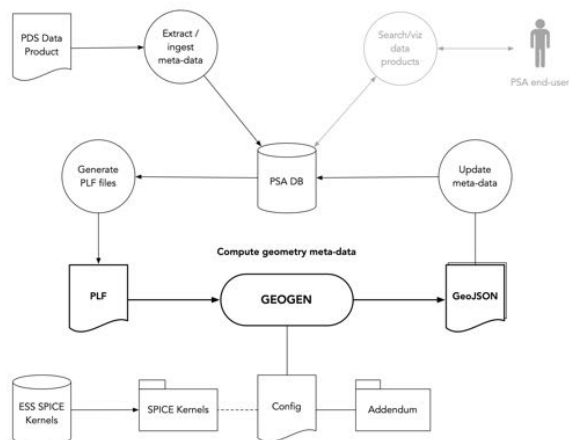 PDS Data
Product
Extract /
ingest
meta-data
Search/viz
data
products
PSA end-user
Generate
PLF files
PSA DB
Update
meta-data
Compute geometry meta-data
PLF
GEOGEN
GeoJSON
ESS SPICE
Kernels
SPICE Kernels
Config
Addendum